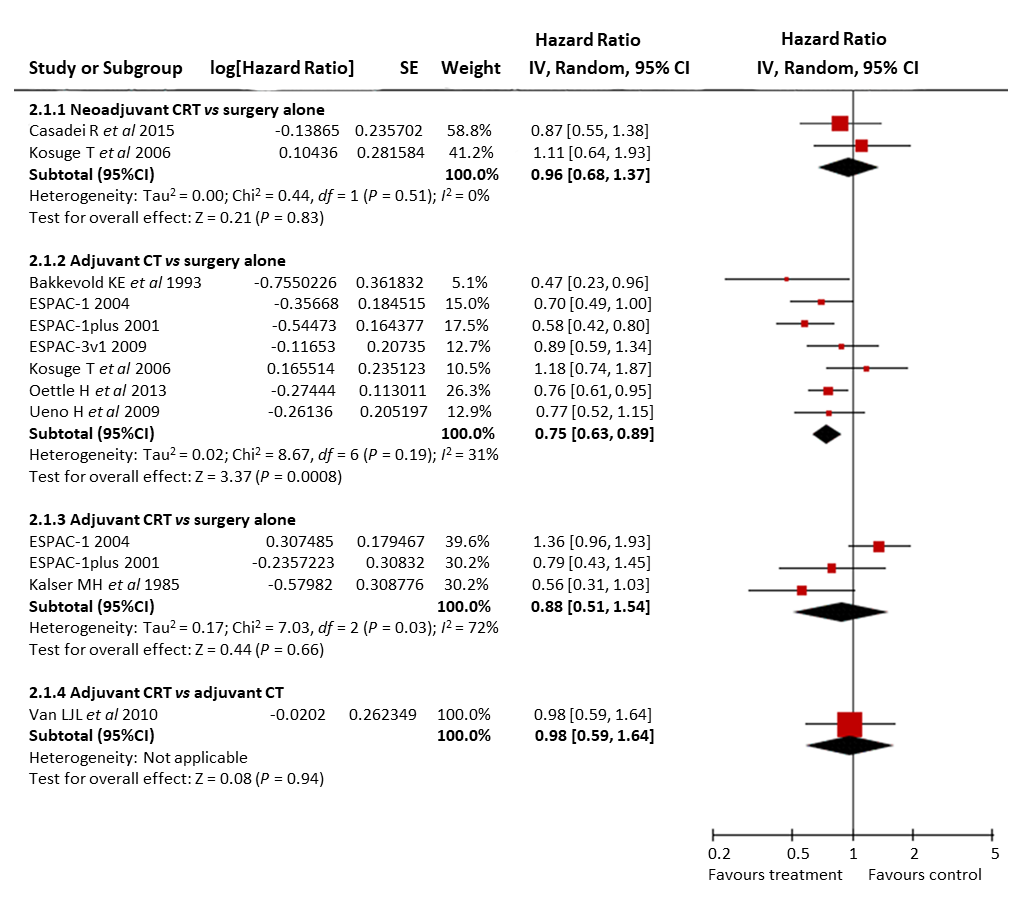 Hazard Ratio Hazard Ratio
Study or Subgroup log[Hazard Ratio] SE Weight IV, Random, 95% CI IV, Random, 95% CI
2.1.1 Neoadjuvant CRT vs surgery alone
Casadei R et al 2015 -0.13865 0.235702 58.8% 0.87 [0.55, 1.38]
Kosuge T et al 2006 0.10436 0.281584 41.2% 1.11 [0.64, 1.93]
Subtotal (95%CI) 100.0% 0.96 [0.68, 1.37]
Heterogeneity: Tau² = 0.00; Chi² = 0.44, df = 1 (P = 0.51); I² = 0%
Test for overall effect: Z = 0.21 (P = 0.83)
2.1.2 Adjuvant CT vs surgery alone
Bakkevold KE et al 1993 -0.7550226 0.361832 5.1% 0.47 [0.23, 0.96]
ESPAC-1 2004 -0.35668 0.184515 15.0% 0.70 [0.49, 1.00]
ESPAC-1plus 2001 -0.54473 0.164377 17.5% 0.58 [0.42, 0.80]
ESPAC-3v1 2009 -0.11653 0.20735 12.7% 0.89 [0.59, 1.34]
Kosuge T et al 2006 0.165514 0.235123 10.5% 1.18 [0.74, 1.87]
Oettle H et al 2013 -0.27444 0.113011 26.3% 0.76 [0.61, 0.95]
Ueno H et al 2009 -0.26136 0.205197 12.9% 0.77 [0.52, 1.15]
Subtotal (95%CI) 100.0% 0.75 [0.63, 0.89]
Heterogeneity: Tau² = 0.02; Chi² = 8.67, df = 6 (P = 0.19); I² = 31%
Test for overall effect: Z = 3.37 (P = 0.0008)
2.1.3 Adjuvant CRT vs surgery alone
ESPAC-1 2004 0.307485 0.179467 39.6% 1.36 [0.96, 1.93]
ESPAC-1plus 2001 -0.2357223 0.30832 30.2% 0.79 [0.43, 1.45]
Kalser MH et al 1985 -0.57982 0.308776 30.2% 0.56 [0.31, 1.03]
Subtotal (95%CI) 100.0% 0.88 [0.51, 1.54]
Heterogeneity: Tau² = 0.17; Chi² = 7.03, df = 2 (P = 0.03); I² = 72%
Test for overall effect: Z = 0.44 (P = 0.66)
2.1.4 Adjuvant CRT vs adjuvant CT
Van LJL et al 2010 -0.0202 0.262349 100.0% 0.98 [0.59, 1.64]
Subtotal (95%CI) 100.0% 0.98 [0.59, 1.64]
Heterogeneity: Not applicable
Test for overall effect: Z = 0.08 (P = 0.94)
0.2 0.5 1 2 5
Favours treatment Favours control